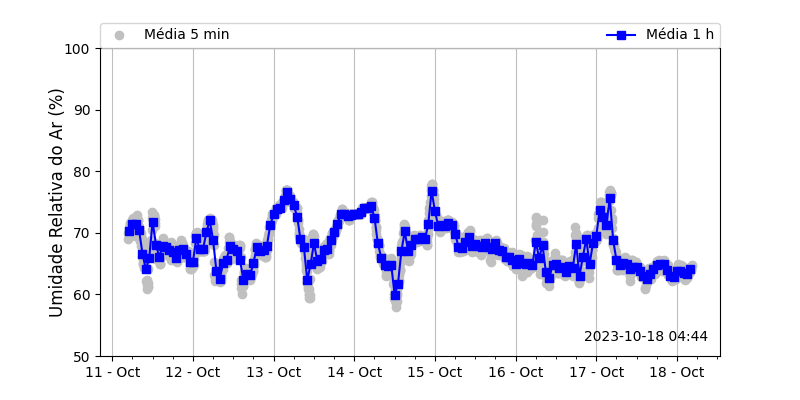 Média 5 min
Média 1 h
Umidade Relativa do Ar (%)
100
90
80
70
60
50
2023-10-18 04:44
11 - Oct
12 - Oct
13 - Oct
14 - Oct
15 - Oct
16 - Oct
17 - Oct
18 - Oct